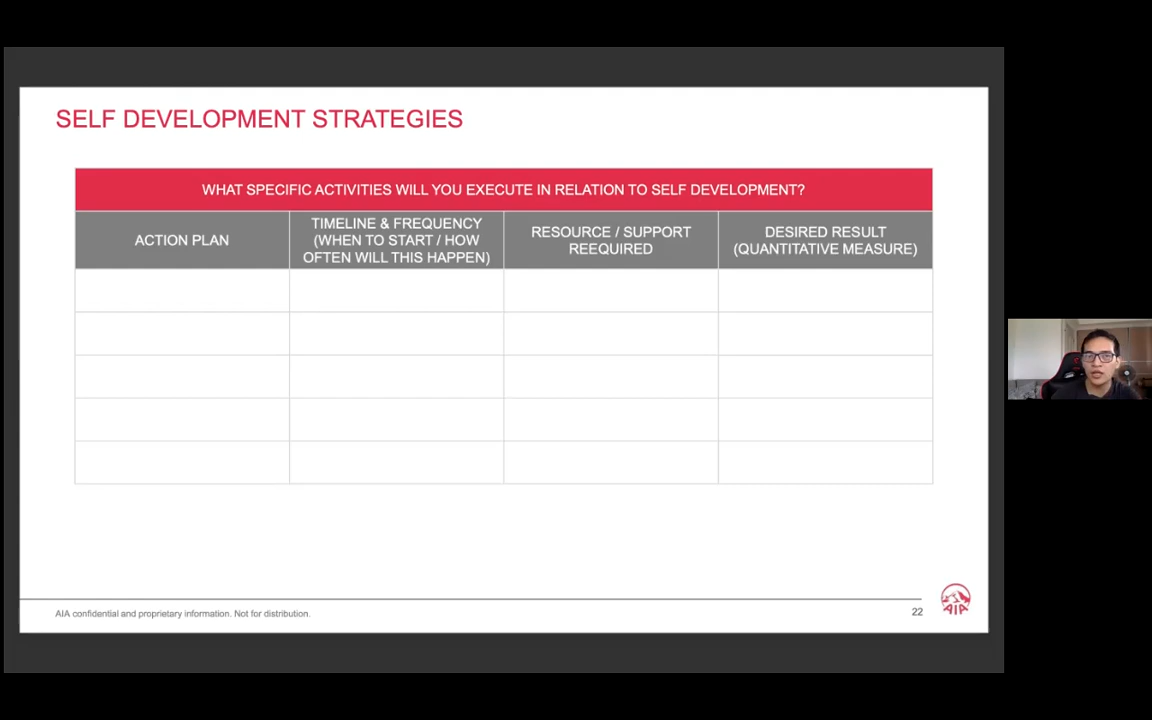 SELF DEVELOPMENT STRATEGIES
WHAT SPECIFIC ACTIVITIES WILL YOU EXECUTE IN RELATION TO SELF DEVELOPMENT?
ACTION PLAN
TIMELINE & FREQUENCY
(WHEN TO START / HOW
OFTEN WILL THIS HAPPEN)
RESOURCE / SUPPORT
REEQUIRED
DESIRED RESULT
(QUANTITATIVE MEASURE)
AIA confidential and proprietary information. Not for distribution.
22
AIA